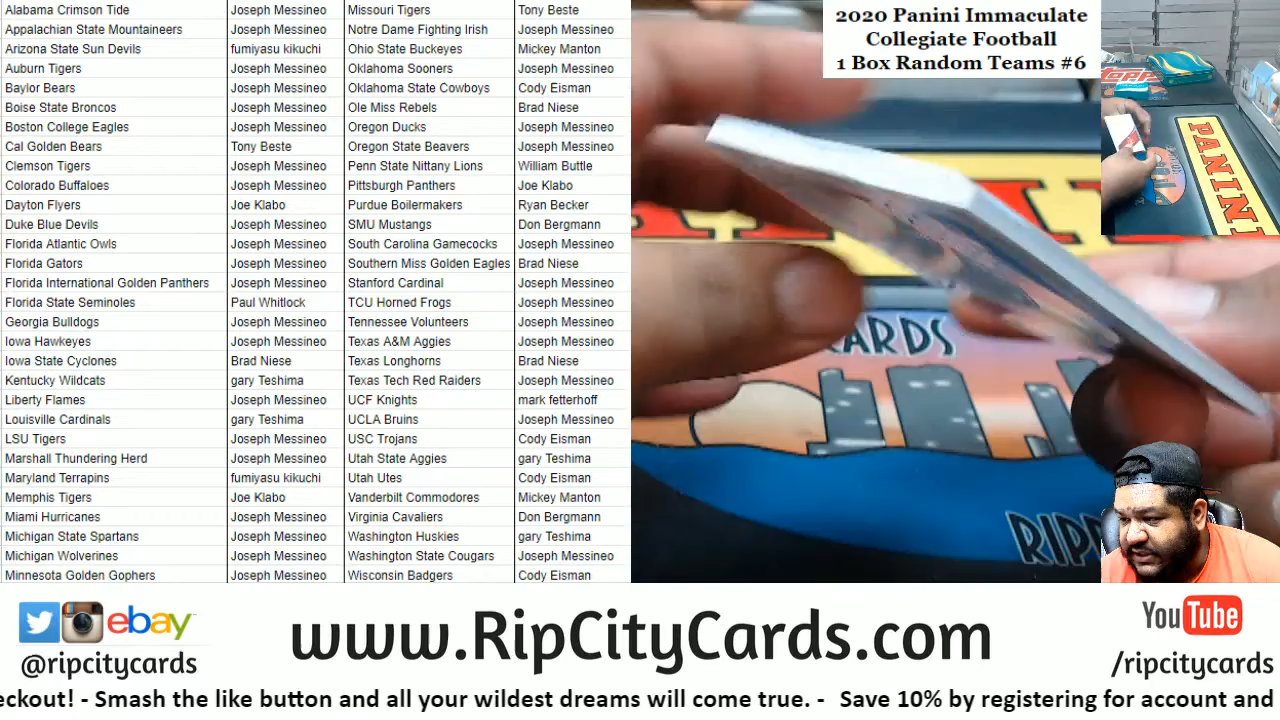 Alabama Crimson Tide Joseph Messineo Missouri Tigers Tony Beste
Appalachian State Mountaineers Joseph Messineo Notre Dame Fighting Irish Joseph Messineo
Arizona State Sun Devils fumiyasu kikuchi Ohio State Buckeyes Mickey Manton
Auburn Tigers Joseph Messineo Oklahoma Sooners Joseph Messineo
Baylor Bears Joseph Messineo Oklahoma State Cowboys Cody Eisman
Boise State Broncos Joseph Messineo Ole Miss Rebels Brad Niese
Boston College Eagles Joseph Messineo Oregon Ducks Joseph Messineo
Cal Golden Bears Tony Beste Oregon State Beavers Joseph Messineo
Clemson Tigers Joseph Messineo Penn State Nittany Lions William Buttle
Colorado Buffaloes Joseph Messineo Pittsburgh Panthers Joe Klabo
Dayton Flyers Joe Klabo Purdue Boilermakers Ryan Becker
Duke Blue Devils Joseph Messineo SMU Mustangs Don Bergmann
Florida Atlantic Owls Joseph Messineo South Carolina Gamecocks Joseph Messineo
Florida Gators Joseph Messineo Southern Miss Golden Eagles Brad Niese
Florida International Golden Panthers Joseph Messineo Stanford Cardinal Joseph Messineo
Florida State Seminoles Paul Whitlock TCU Horned Frogs Joseph Messineo
Georgia Bulldogs Joseph Messineo Tennessee Volunteers Joseph Messineo
Iowa Hawkeyes Joseph Messineo Texas A&M Aggies Joseph Messineo
Iowa State Cyclones Brad Niese Texas Longhorns Brad Niese
Kentucky Wildcats gary Teshima Texas Tech Red Raiders Joseph Messineo
Liberty Flames Joseph Messineo UCF Knights mark fetterhoff
Louisville Cardinals gary Teshima UCLA Bruins Joseph Messineo
LSU Tigers Joseph Messineo USC Trojans Cody Eisman
Marshall Thundering Herd Joseph Messineo Utah State Aggies gary Teshima
Maryland Terrapins fumiyasu kikuchi Utah Utes Cody Eisman
Memphis Tigers Joe Klabo Vanderbilt Commodores Mickey Manton
Miami Hurricanes Joseph Messineo Virginia Cavaliers Don Bergmann
Michigan State Spartans Joseph Messineo Washington Huskies gary Teshima
Michigan Wolverines Joseph Messineo Washington State Cougars Joseph Messineo
Minnesota Golden Gophers Joseph Messineo Wisconsin Badgers Cody Eisman
2020 Panini Immaculate
Collegiate Football
1 Box Random Teams #6
PANINI
CARDS
RIPP
ebay
@ripcitycards
www.RipCityCards.com
YouTube
/ripcitycards
eckout! - Smash the like button and all your wildest dreams will come true. - Save 10% by registering for account and